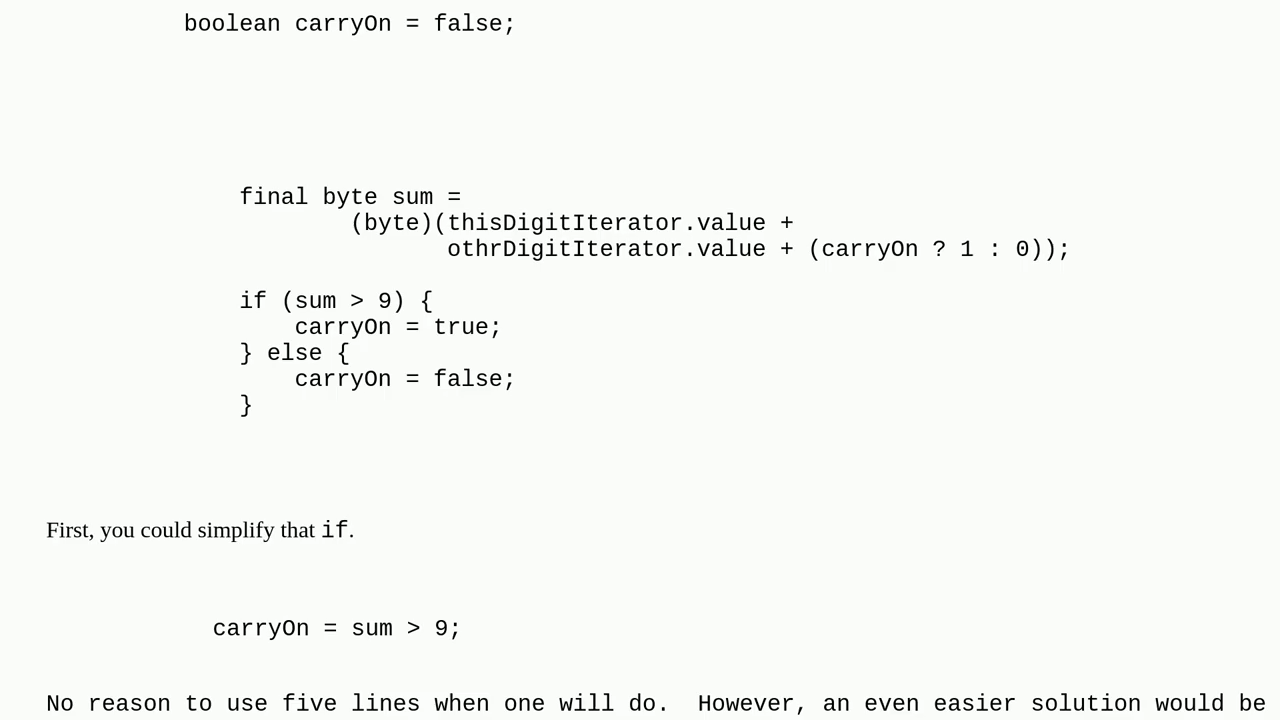 boolean carryOn = false;
final byte sum =
(byte)(thisDigitIterator.value +
othrDigitIterator.value + (carryOn ? 1 : 0));
if (sum > 9) {
carryOn = true;
} else {
carryOn = false;
}
First, you could simplify that if.
carryOn = sum > 9;
No reason to use five lines when one will do.  However, an even easier solution would be